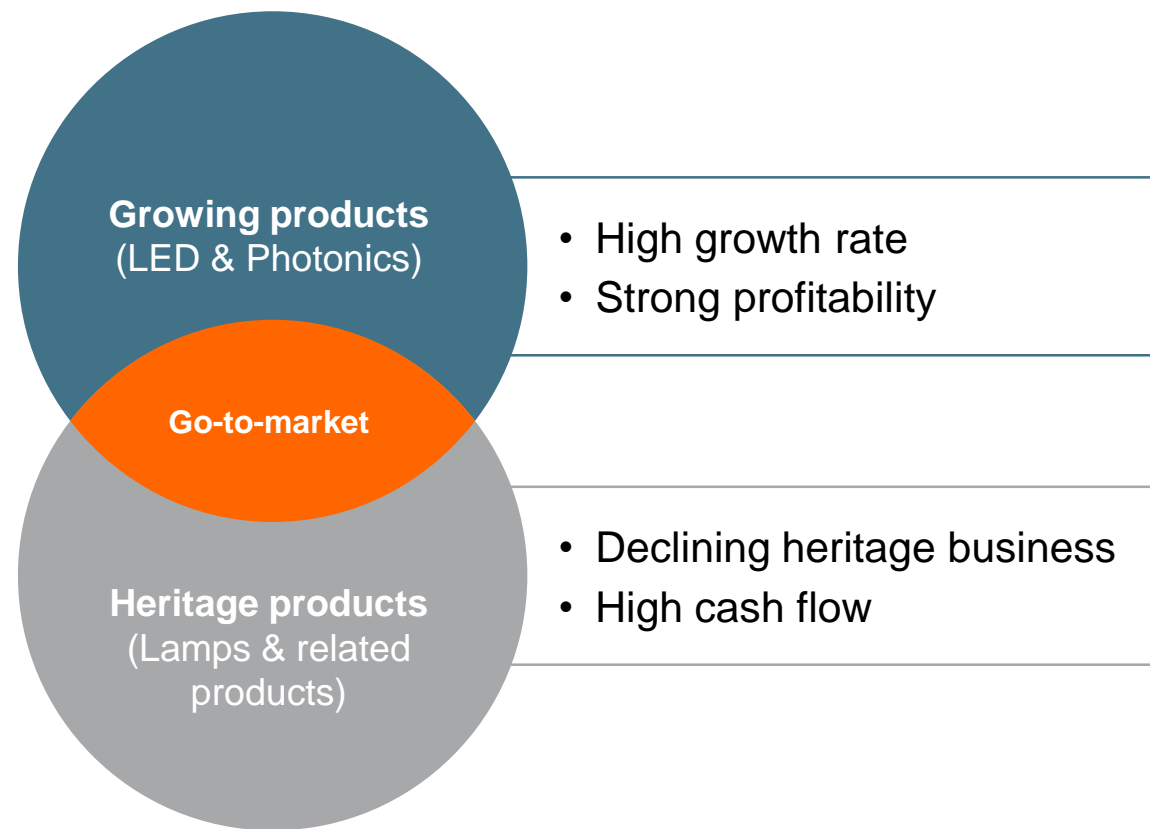 Growing products
(LED & Photonics)
• High growth rate
• Strong profitability
Go-to-market
Heritage products
(Lamps & related
products)
• Declining heritage business
• High cash flow